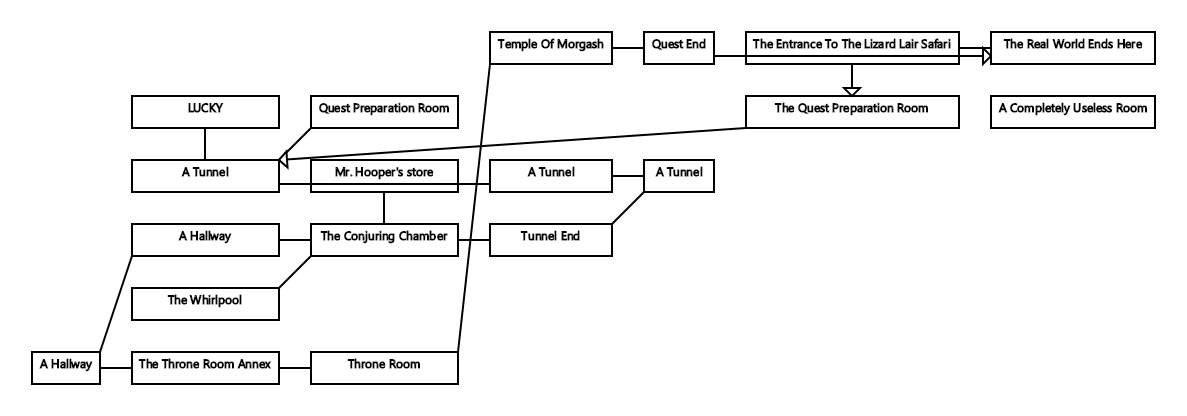 Temple Of Morgash
Quest End
The Entrance To The Lizard Lair Safari
The Real World Ends Here
LUCKY
Quest Preparation Room
The Quest Preparation Room
A Completely Useless Room
A Tunnel
Mr. Hooper's store
A Tunnel
A Tunnel
A Hallway
The Conjuring Chamber
Tunnel End
The Whirlpool
A Hallway
The Throne Room Annex
Throne Room